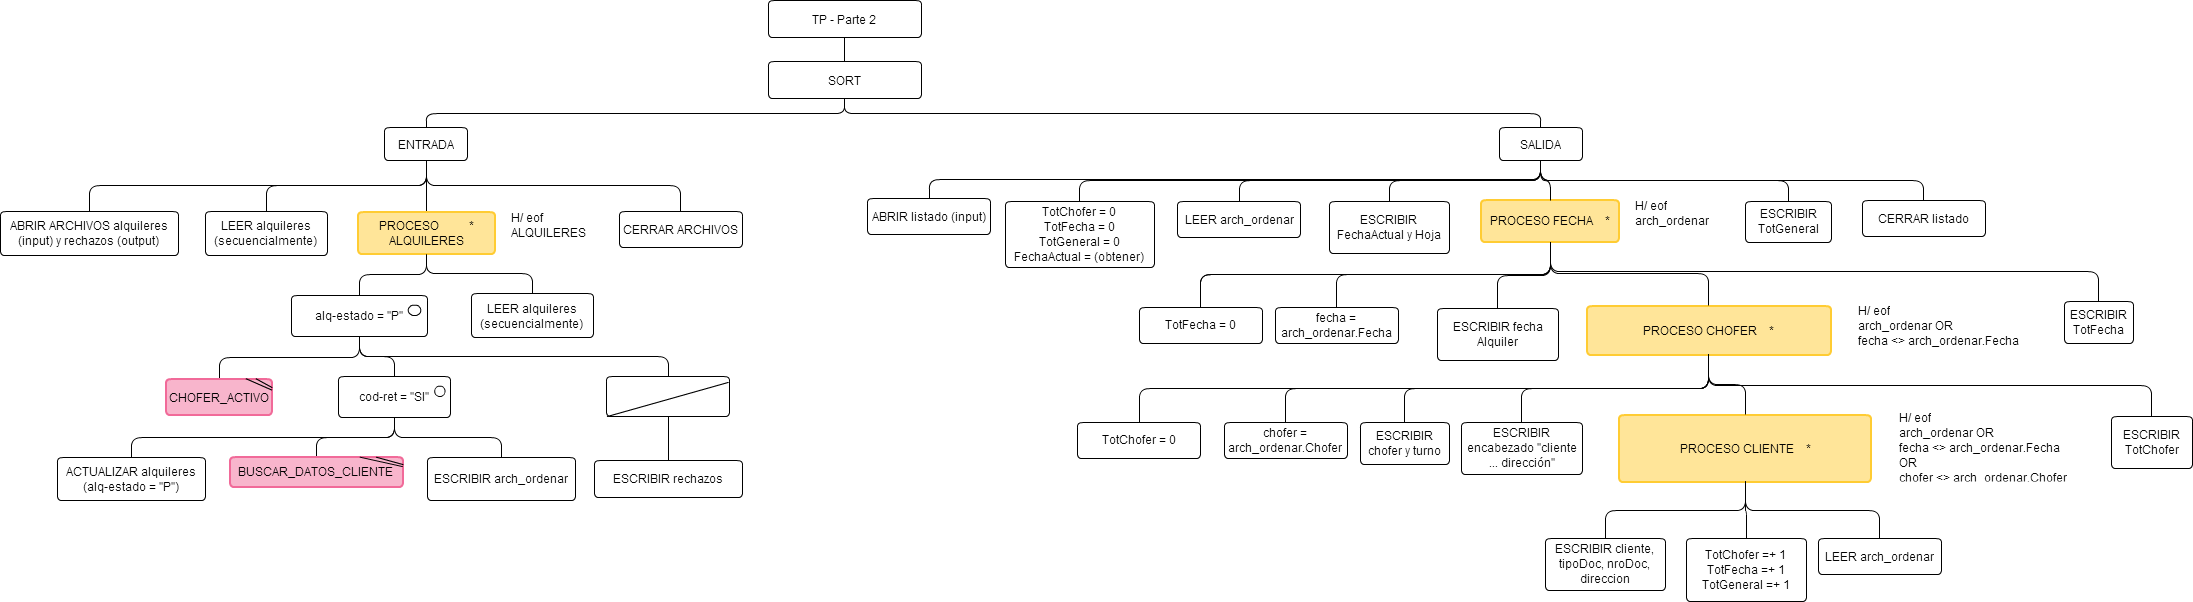 TP - Parte 2
SORT
ENTRADA
SALIDA
ABRIR ARCHIVOS alquileres
(input) y rechazos (output)
LEER alquileres
(secuencialmente)
PROCESO *
ALQUILERES
H/ eof
ALQUILERES
CERRAR ARCHIVOS
ABRIR listado (input)
TotChofer = 0
TotFecha = 0
TotGeneral = 0
FechaActual = (obtener)
LEER arch_ordenar
ESCRIBIR
FechaActual y Hoja
PROCESO FECHA *
H/ eof
arch_ordenar
ESCRIBIR
TotGeneral
CERRAR listado
alq-estado = "P"
LEER alquileres
(secuencialmente)
TotFecha = 0
fecha =
arch_ordenar.Fecha
ESCRIBIR fecha
Alquiler
PROCESO CHOFER *
H/ eof
arch_ordenar OR
fecha <> arch_ordenar.Fecha
ESCRIBIR
TotFecha
CHOFER_ACTIVO
cod-ret = "SI"
TotChofer = 0
chofer =
arch_ordenar.Chofer
ESCRIBIR
chofer y turno
ESCRIBIR
encabezado "cliente
... dirección"
PROCESO CLIENTE *
H/ eof
arch_ordenar OR
fecha <> arch_ordenar.Fecha
OR
chofer <> arch_ordenar.Chofer
ESCRIBIR
TotChofer
ACTUALIZAR alquileres
(alq-estado = "P")
BUSCAR_DATOS_CLIENTE
ESCRIBIR arch_ordenar
ESCRIBIR rechazos
ESCRIBIR cliente,
tipoDoc, nroDoc,
direccion
TotChofer =+ 1
TotFecha =+ 1
TotGeneral =+ 1
LEER arch_ordenar